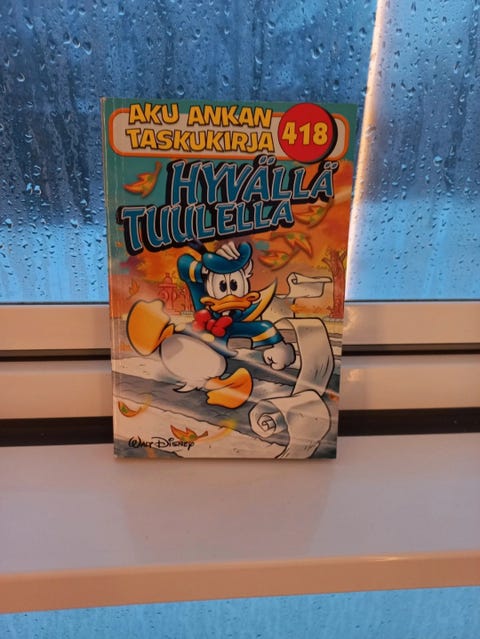 AKU ANKAN
TASKUKIRJA
418
HYVÄLLÄ
TUULELLA
Walt Disney